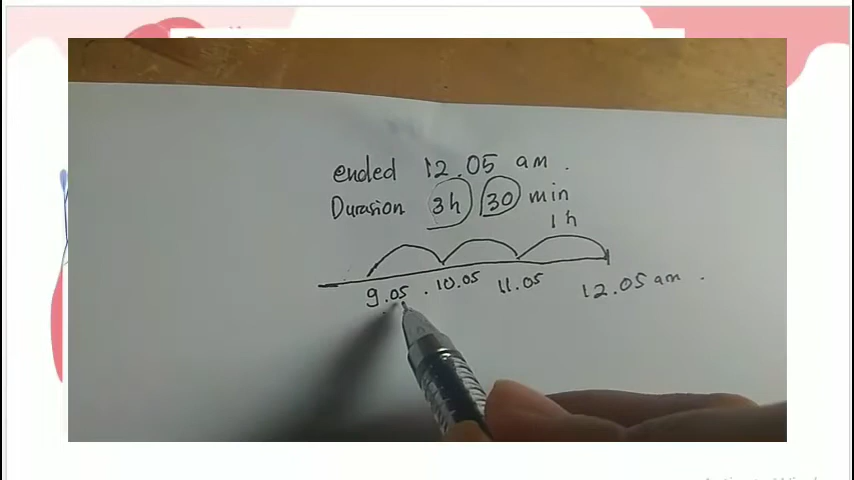 ended 12.05 am.
Durasion 3h 30 min
1 h
9.05 . 10.05 11.05 12.05 am.